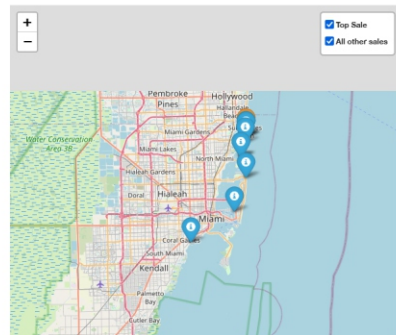 +
−
Top Sale
All other sales
Pembroke
Pines
Hollywood
Hallandale
Miami Gardens
Miami Lakes
North Miami
Water Conservation
Area 3B
Hialeah Gardens
Doral
Hialeah
Miami
Coral Gables
South Miami
Kendall
Palmetto
Bay
Cutler Bay